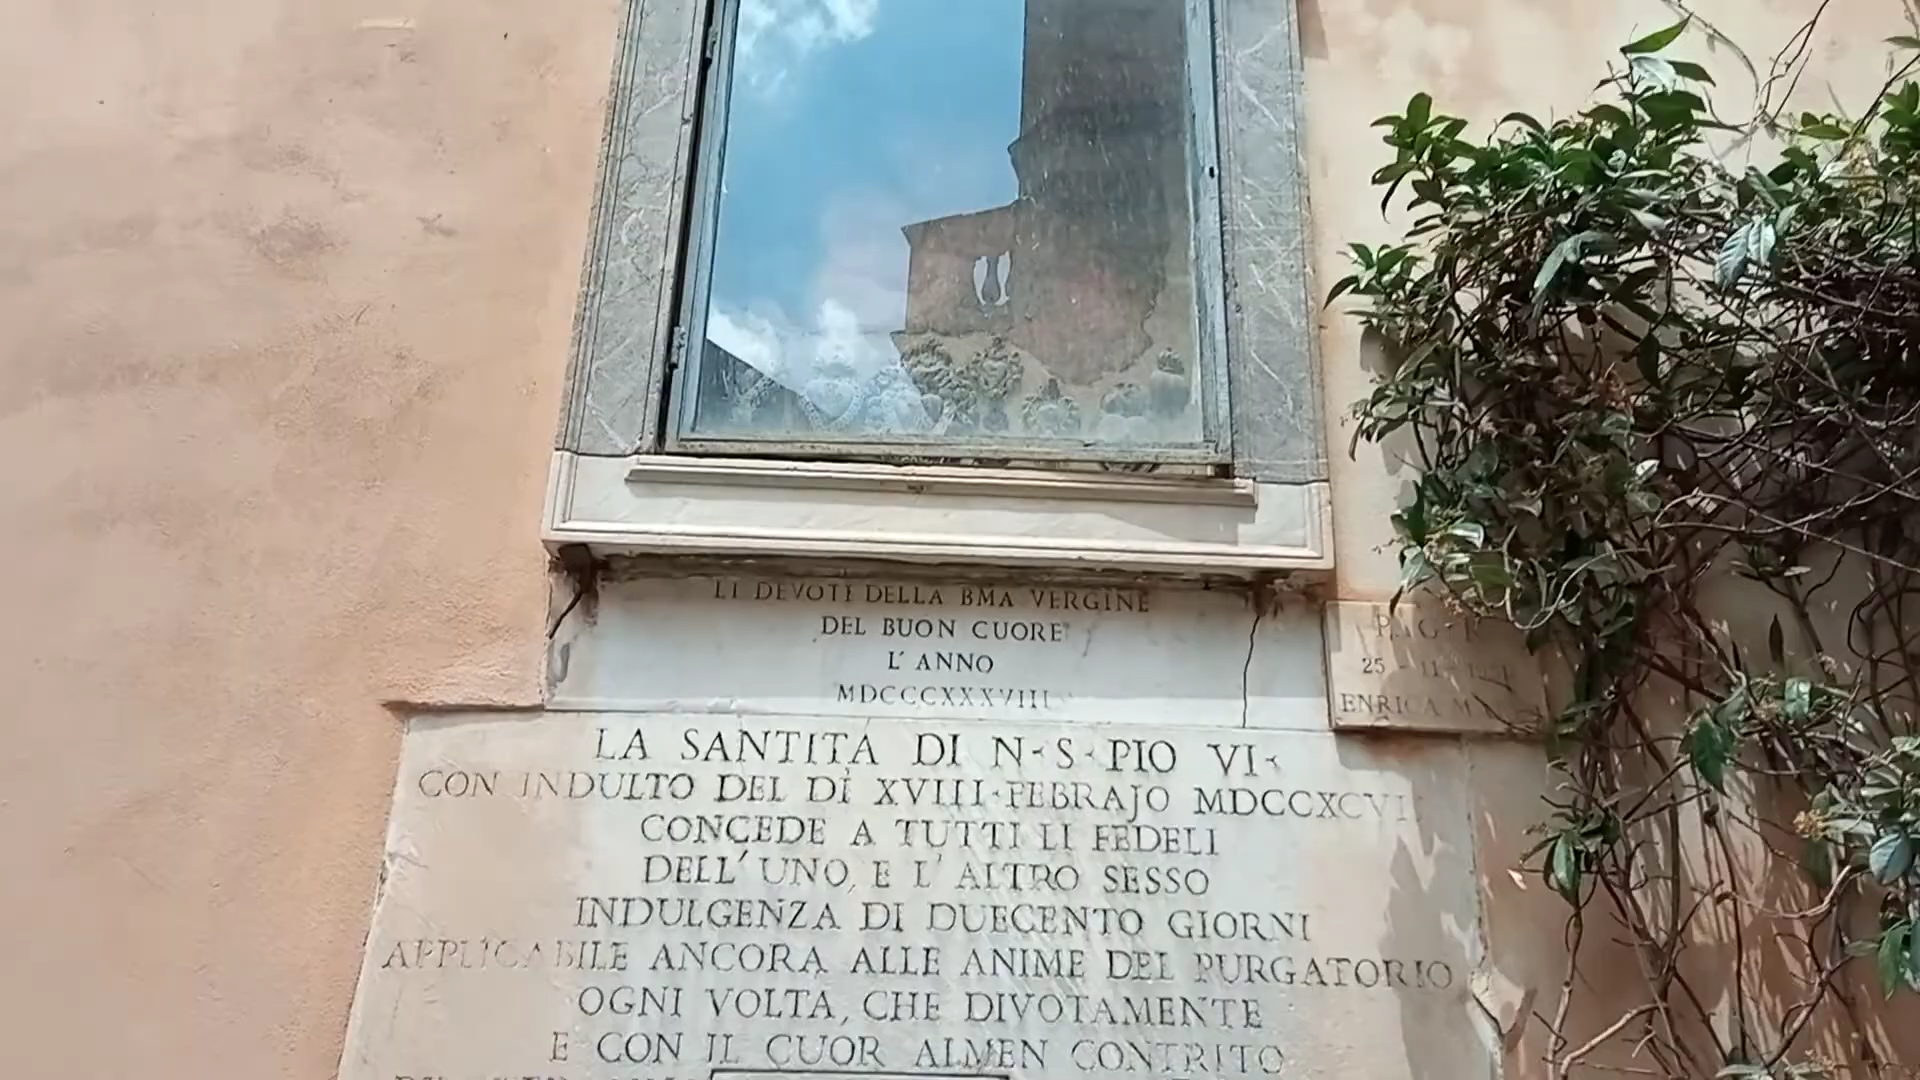 LI DEVOTI DELLA BMA VERGINE
DEL BUON CUORE
L' ANNO
MDCCCXXXVIII
P. G. R.
25 11
ENRICA
LA SANTITÀ DI N S PIO VI
CON INDULTO DEL DÌ XVIII FEBRAJO MDCCXCVI
CONCEDE A TUTTI LI FEDELI
DELL' UNO, E L' ALTRO SESSO
INDULGENZA DI DUECENTO GIORNI
APPLICABILE ANCORA ALLE ANIME DEL PURGATORIO
OGNI VOLTA, CHE DIVOTAMENTE
E CON IL CUOR ALMEN CONTRITO